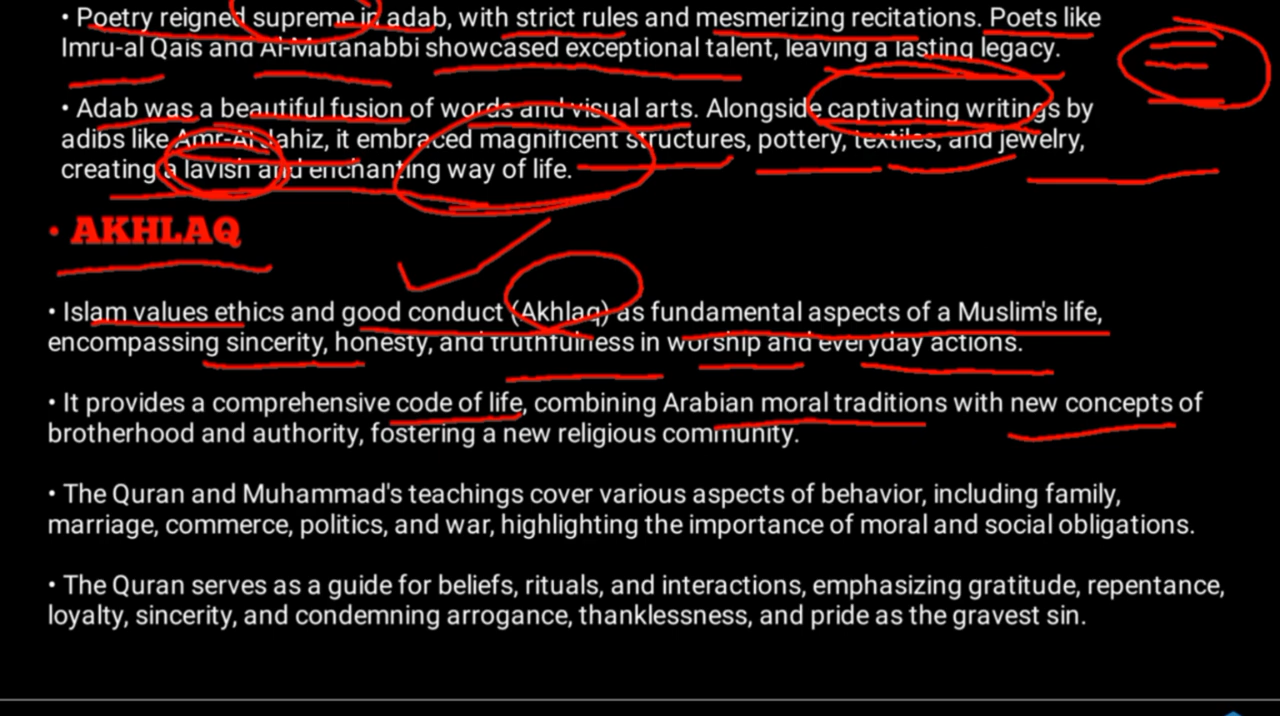 • Poetry reigned supreme in adab, with strict rules and mesmerizing recitations. Poets like
Imru-al Qais and Al-Mutanabbi showcased exceptional talent, leaving a lasting legacy.
• Adab was a beautiful fusion of words and visual arts. Alongside captivating writings by
adibs like Amr-Al Jahiz, it embraced magnificent structures, pottery, textiles, and jewelry,
creating a lavish and enchanting way of life.
• AKHLAQ
• Islam values ethics and good conduct (Akhlaq) as fundamental aspects of a Muslim's life,
encompassing sincerity, honesty, and truthfulness in worship and everyday actions.
• It provides a comprehensive code of life, combining Arabian moral traditions with new concepts of
brotherhood and authority, fostering a new religious community.
• The Quran and Muhammad's teachings cover various aspects of behavior, including family,
marriage, commerce, politics, and war, highlighting the importance of moral and social obligations.
• The Quran serves as a guide for beliefs, rituals, and interactions, emphasizing gratitude, repentance,
loyalty, sincerity, and condemning arrogance, thanklessness, and pride as the gravest sin.